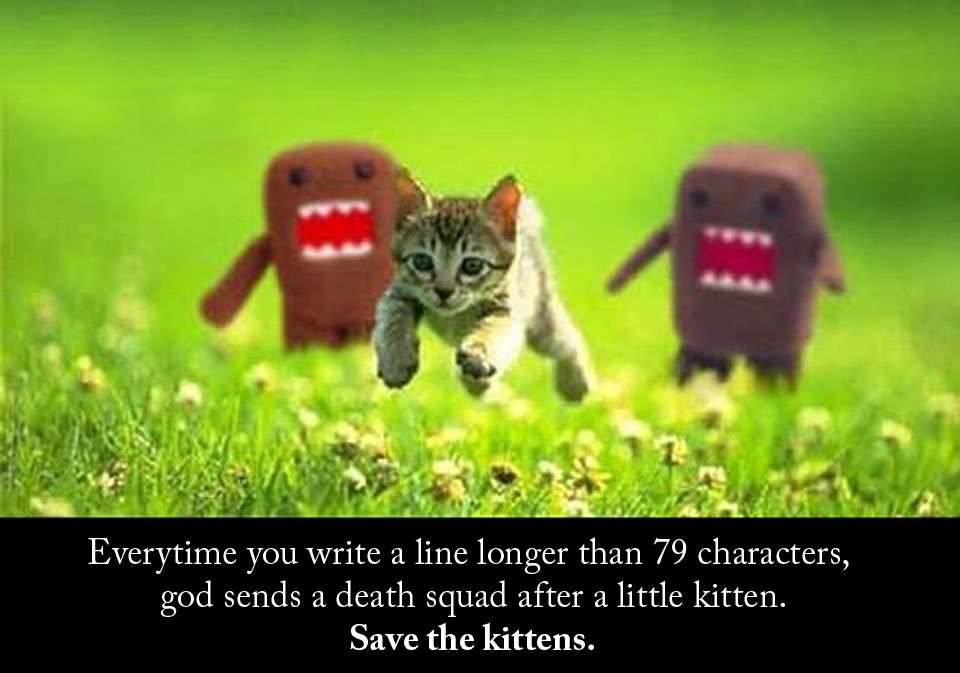 Everytime you write a line longer than 79 characters,
god sends a death squad after a little kitten.
Save the kittens.